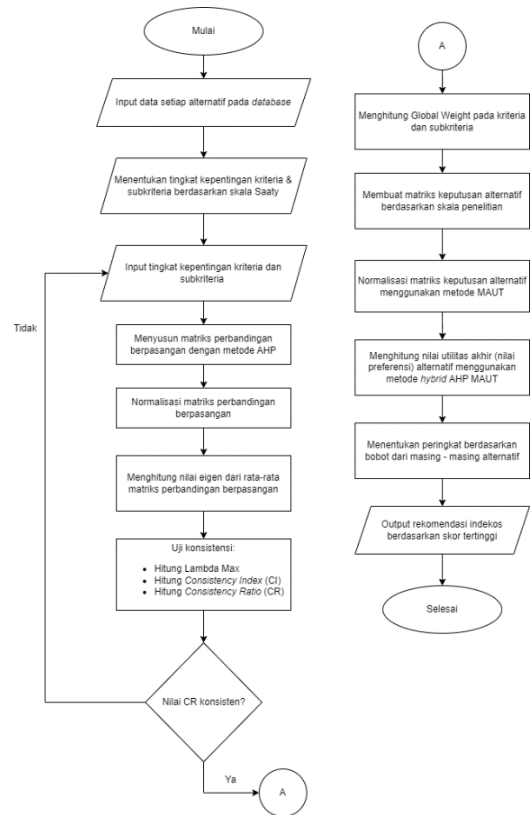 Mulai
Input data setiap alternatif pada database
Menentukan tingkat kepentingan kriteria &
subkriteria berdasarkan skala Saaty
Input tingkat kepentingan kriteria dan
subkriteria
Tidak
Menyusun matriks perbandingan
berpasangan dengan metode AHP
Normalisasi matriks perbandingan
berpasangan
Menghitung nilai eigen dari rata-rata
matriks perbandingan berpasangan
Uji konsistensi:
• Hitung Lambda Max
• Hitung Consistency Index (CI)
• Hitung Consistency Ratio (CR)
Nilai CR konsisten?
Ya
A
A
Menghitung Global Weight pada kriteria
dan subkriteria
Membuat matriks keputusan alternatif
berdasarkan skala penelitian
Normalisasi matriks keputusan alternatif
menggunakan metode MAUT
Menghitung nilai utilitas akhir (nilai
preferensi) alternatif menggunakan
metode hybrid AHP MAUT
Menentukan peringkat berdasarkan
bobot dari masing - masing alternatif
Output rekomendasi indekos
berdasarkan skor tertinggi
Selesai